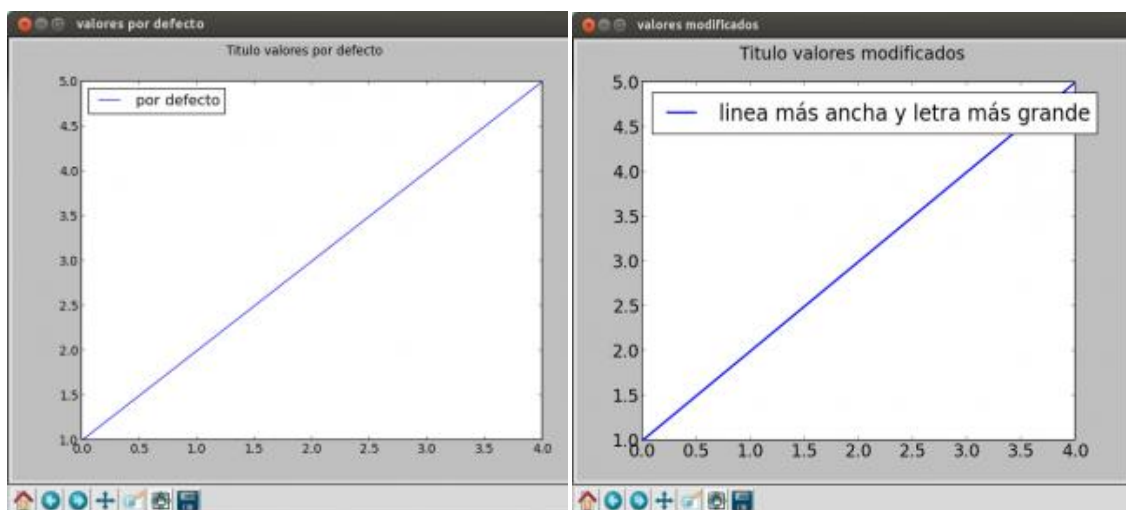 valores por defecto
Titulo valores por defecto
por defecto
5.0
4.5
4.0
3.5
3.0
2.5
2.0
1.5
1.0
0.0 0.5 1.0 1.5 2.0 2.5 3.0 3.5 4.0
valores modificados
Titulo valores modificados
linea más ancha y letra más grande
5.0
4.5
4.0
3.5
3.0
2.5
2.0
1.5
1.0
0.0 0.5 1.0 1.5 2.0 2.5 3.0 3.5 4.0